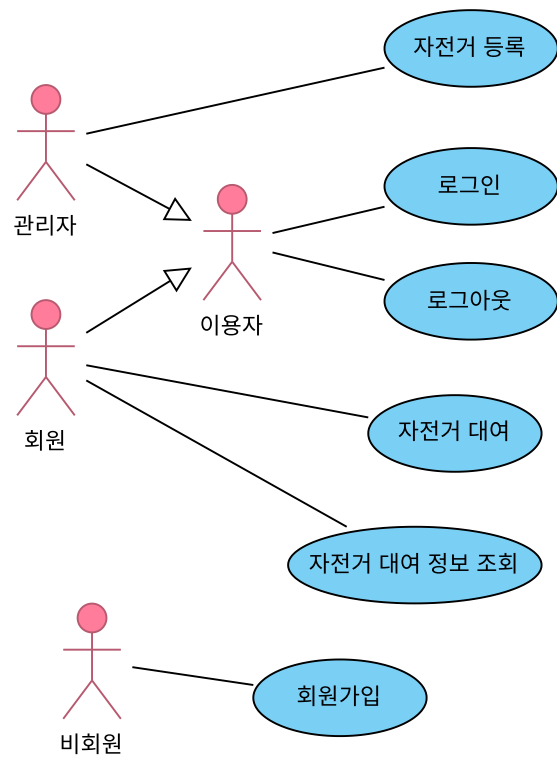 자전거 등록
관리자
로그인
이용자
로그아웃
회원
자전거 대여
자전거 대여 정보 조회
비회원
회원가입